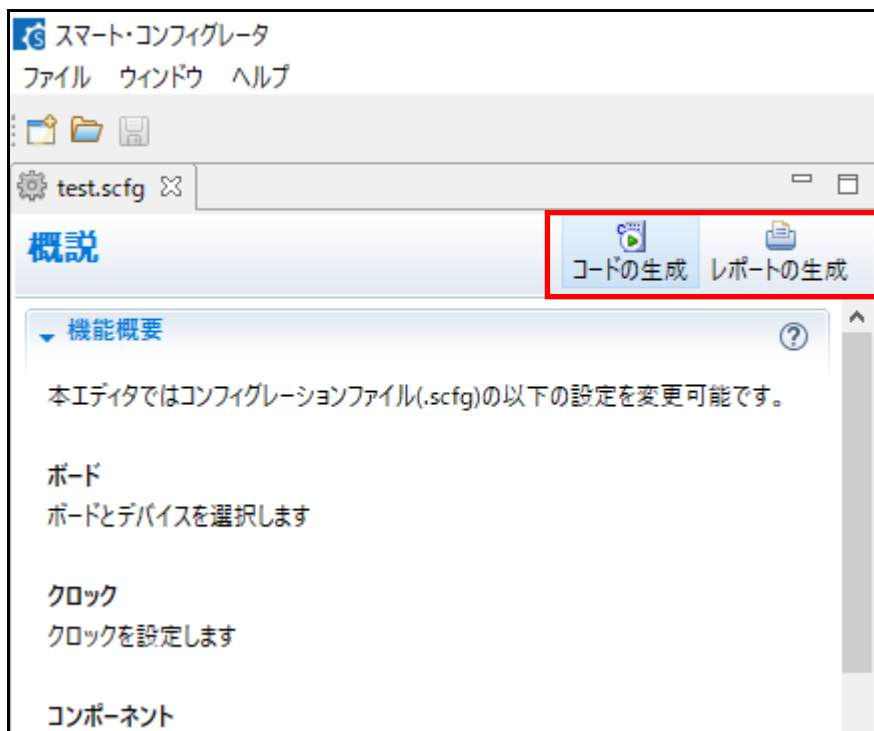 スマート・コンフィグレータ
ファイル ウィンドウ ヘルプ
test.scfg
概説
コードの生成 レポートの生成
機能概要
本エディタではコンフィグレーションファイル(.scfg)の以下の設定を変更可能です。
ボード
ボードとデバイスを選択します
クロック
クロックを設定します
コンポーネント